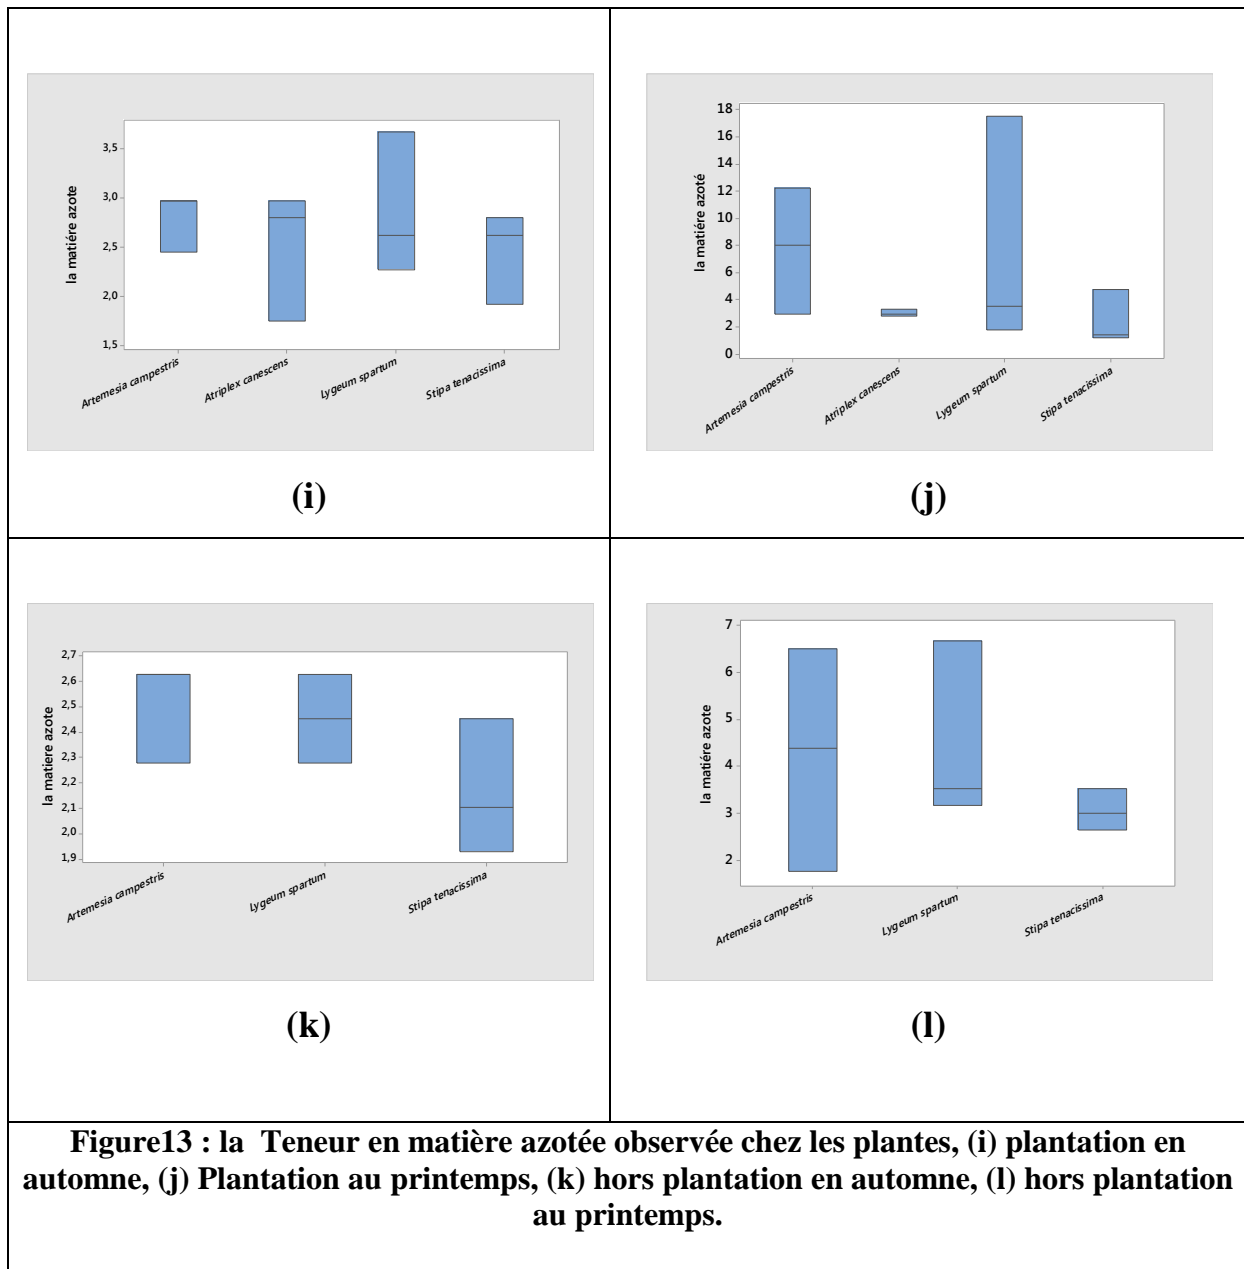 la matiére azote
3,5
3,0
2,5
2,0
1,5
Artemesia campestris
Atriplex canescens
Lygeum spartum
Stipa tenacissima
(i)
la matiére azoté
18
16
14
12
10
8
6
4
2
0
Artemesia campestris
Atriplex canescens
Lygeum spartum
Stipa tenacissima
(j)
la matiere azote
2,7
2,6
2,5
2,4
2,3
2,2
2,1
2,0
1,9
Artemesia campestris
Lygeum spartum
Stipa tenacissima
(k)
la matiére azote
7
6
5
4
3
2
Artemesia campestris
Lygeum spartum
Stipa tenacissima
(l)
Figure13 : la Teneur en matière azotée observée chez les plantes, (i) plantation en
automne, (j) Plantation au printemps, (k) hors plantation en automne, (l) hors plantation
au printemps.